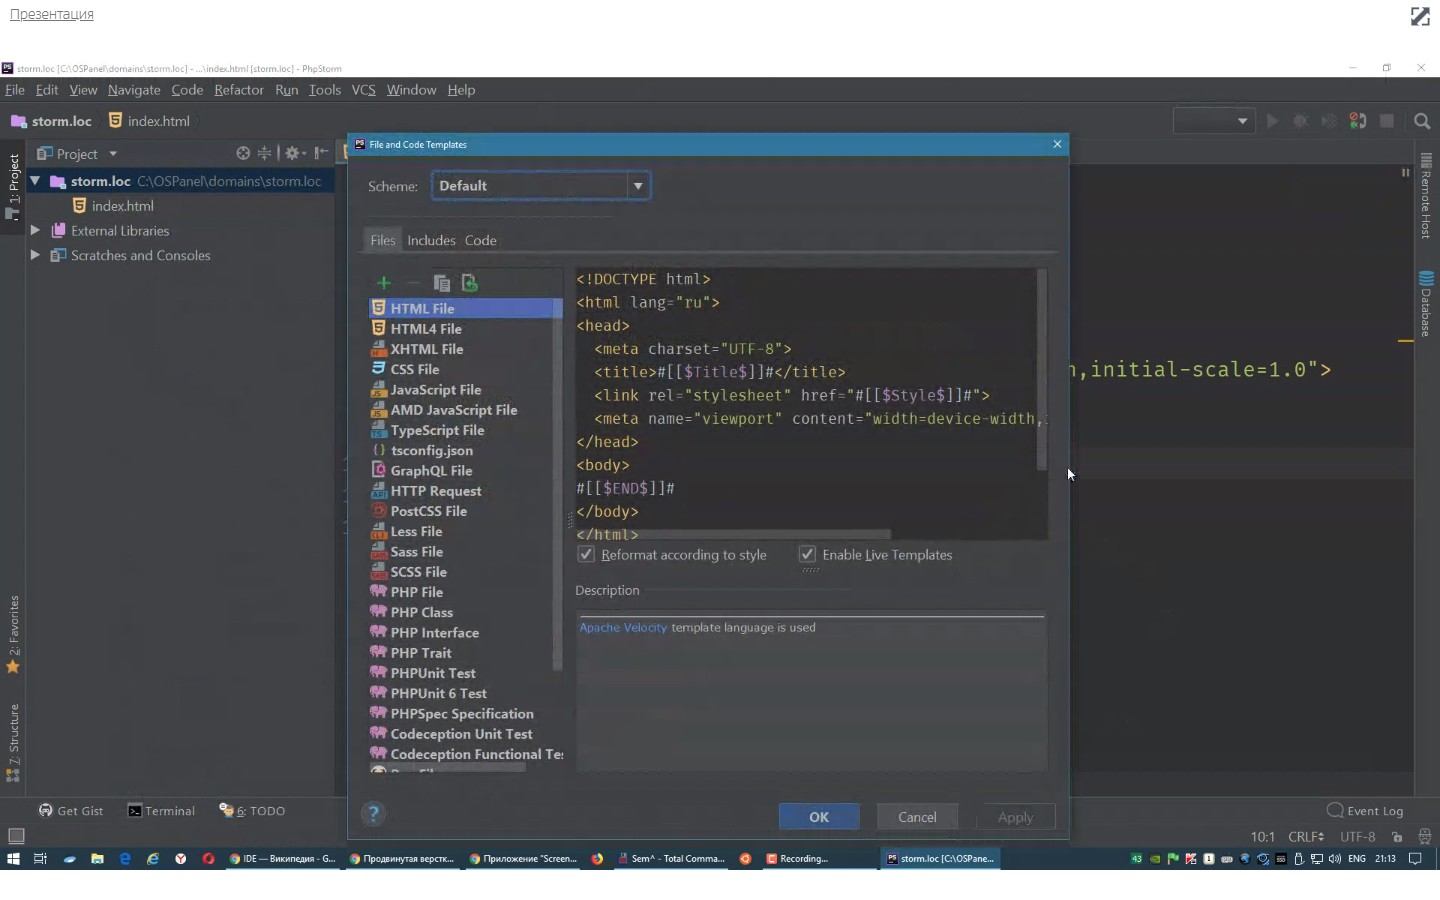 Презентация
storm.loc [C:\OSPanel\domains\storm.loc] - ...\index.html [storm.loc] - PhpStorm
File Edit View Navigate Code Refactor Run Tools VCS Window Help
storm.loc index.html
Project
1: Project
storm.loc C:\OSPanel\domains\storm.loc
index.html
External Libraries
Scratches and Consoles
2: Favorites
7: Structure
File and Code Templates
Scheme: Default
Files Includes Code
HTML File
HTML4 File
XHTML File
CSS File
JavaScript File
AMD JavaScript File
TypeScript File
tsconfig.json
GraphQL File
HTTP Request
PostCSS File
Less File
Sass File
SCSS File
PHP File
PHP Class
PHP Interface
PHP Trait
PHPUnit Test
PHPUnit 6 Test
PHPSpec Specification
Codeception Unit Test
Codeception Functional Te
<!DOCTYPE html>
<html lang="ru">
<head>
<meta charset="UTF-8">
<title>#[[$Title$]]#</title>
<link rel="stylesheet" href="#[[$Style$]]#">
<meta name="viewport" content="width=device-width,
</head>
<body>
#[[$END$]]#
</body>
</html>
Reformat according to style Enable Live Templates
Description
Apache Velocity template language is used
? OK Cancel Apply
,initial-scale=1.0">
Remote Host
Database
Get Gist Terminal 6: TODO Event Log
10:1 CRLF UTF-8
IDE — Википедия - G... Продвинутая верстк... Приложение "Screen... Sem^ - Total Comma... Recording... storm.loc [C:\OSPane... 43 ENG 21:13